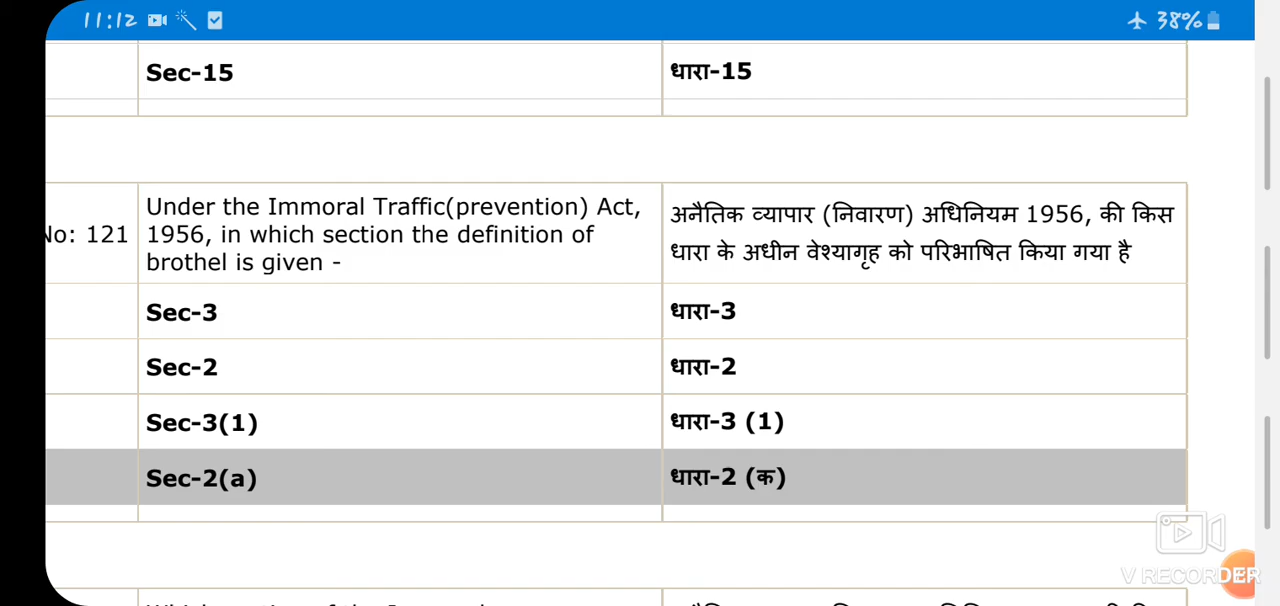 11:12
38%
Sec-15
धारा-15
No: 121
Under the Immoral Traffic(prevention) Act,
1956, in which section the definition of
brothel is given -
अनैतिक व्यापार (निवारण) अधिनियम 1956, की किस
धारा के अधीन वेश्यागृह को परिभाषित किया गया है
Sec-3
धारा-3
Sec-2
धारा-2
Sec-3(1)
धारा-3 (1)
Sec-2(a)
धारा-2 (क)
V RECORDER